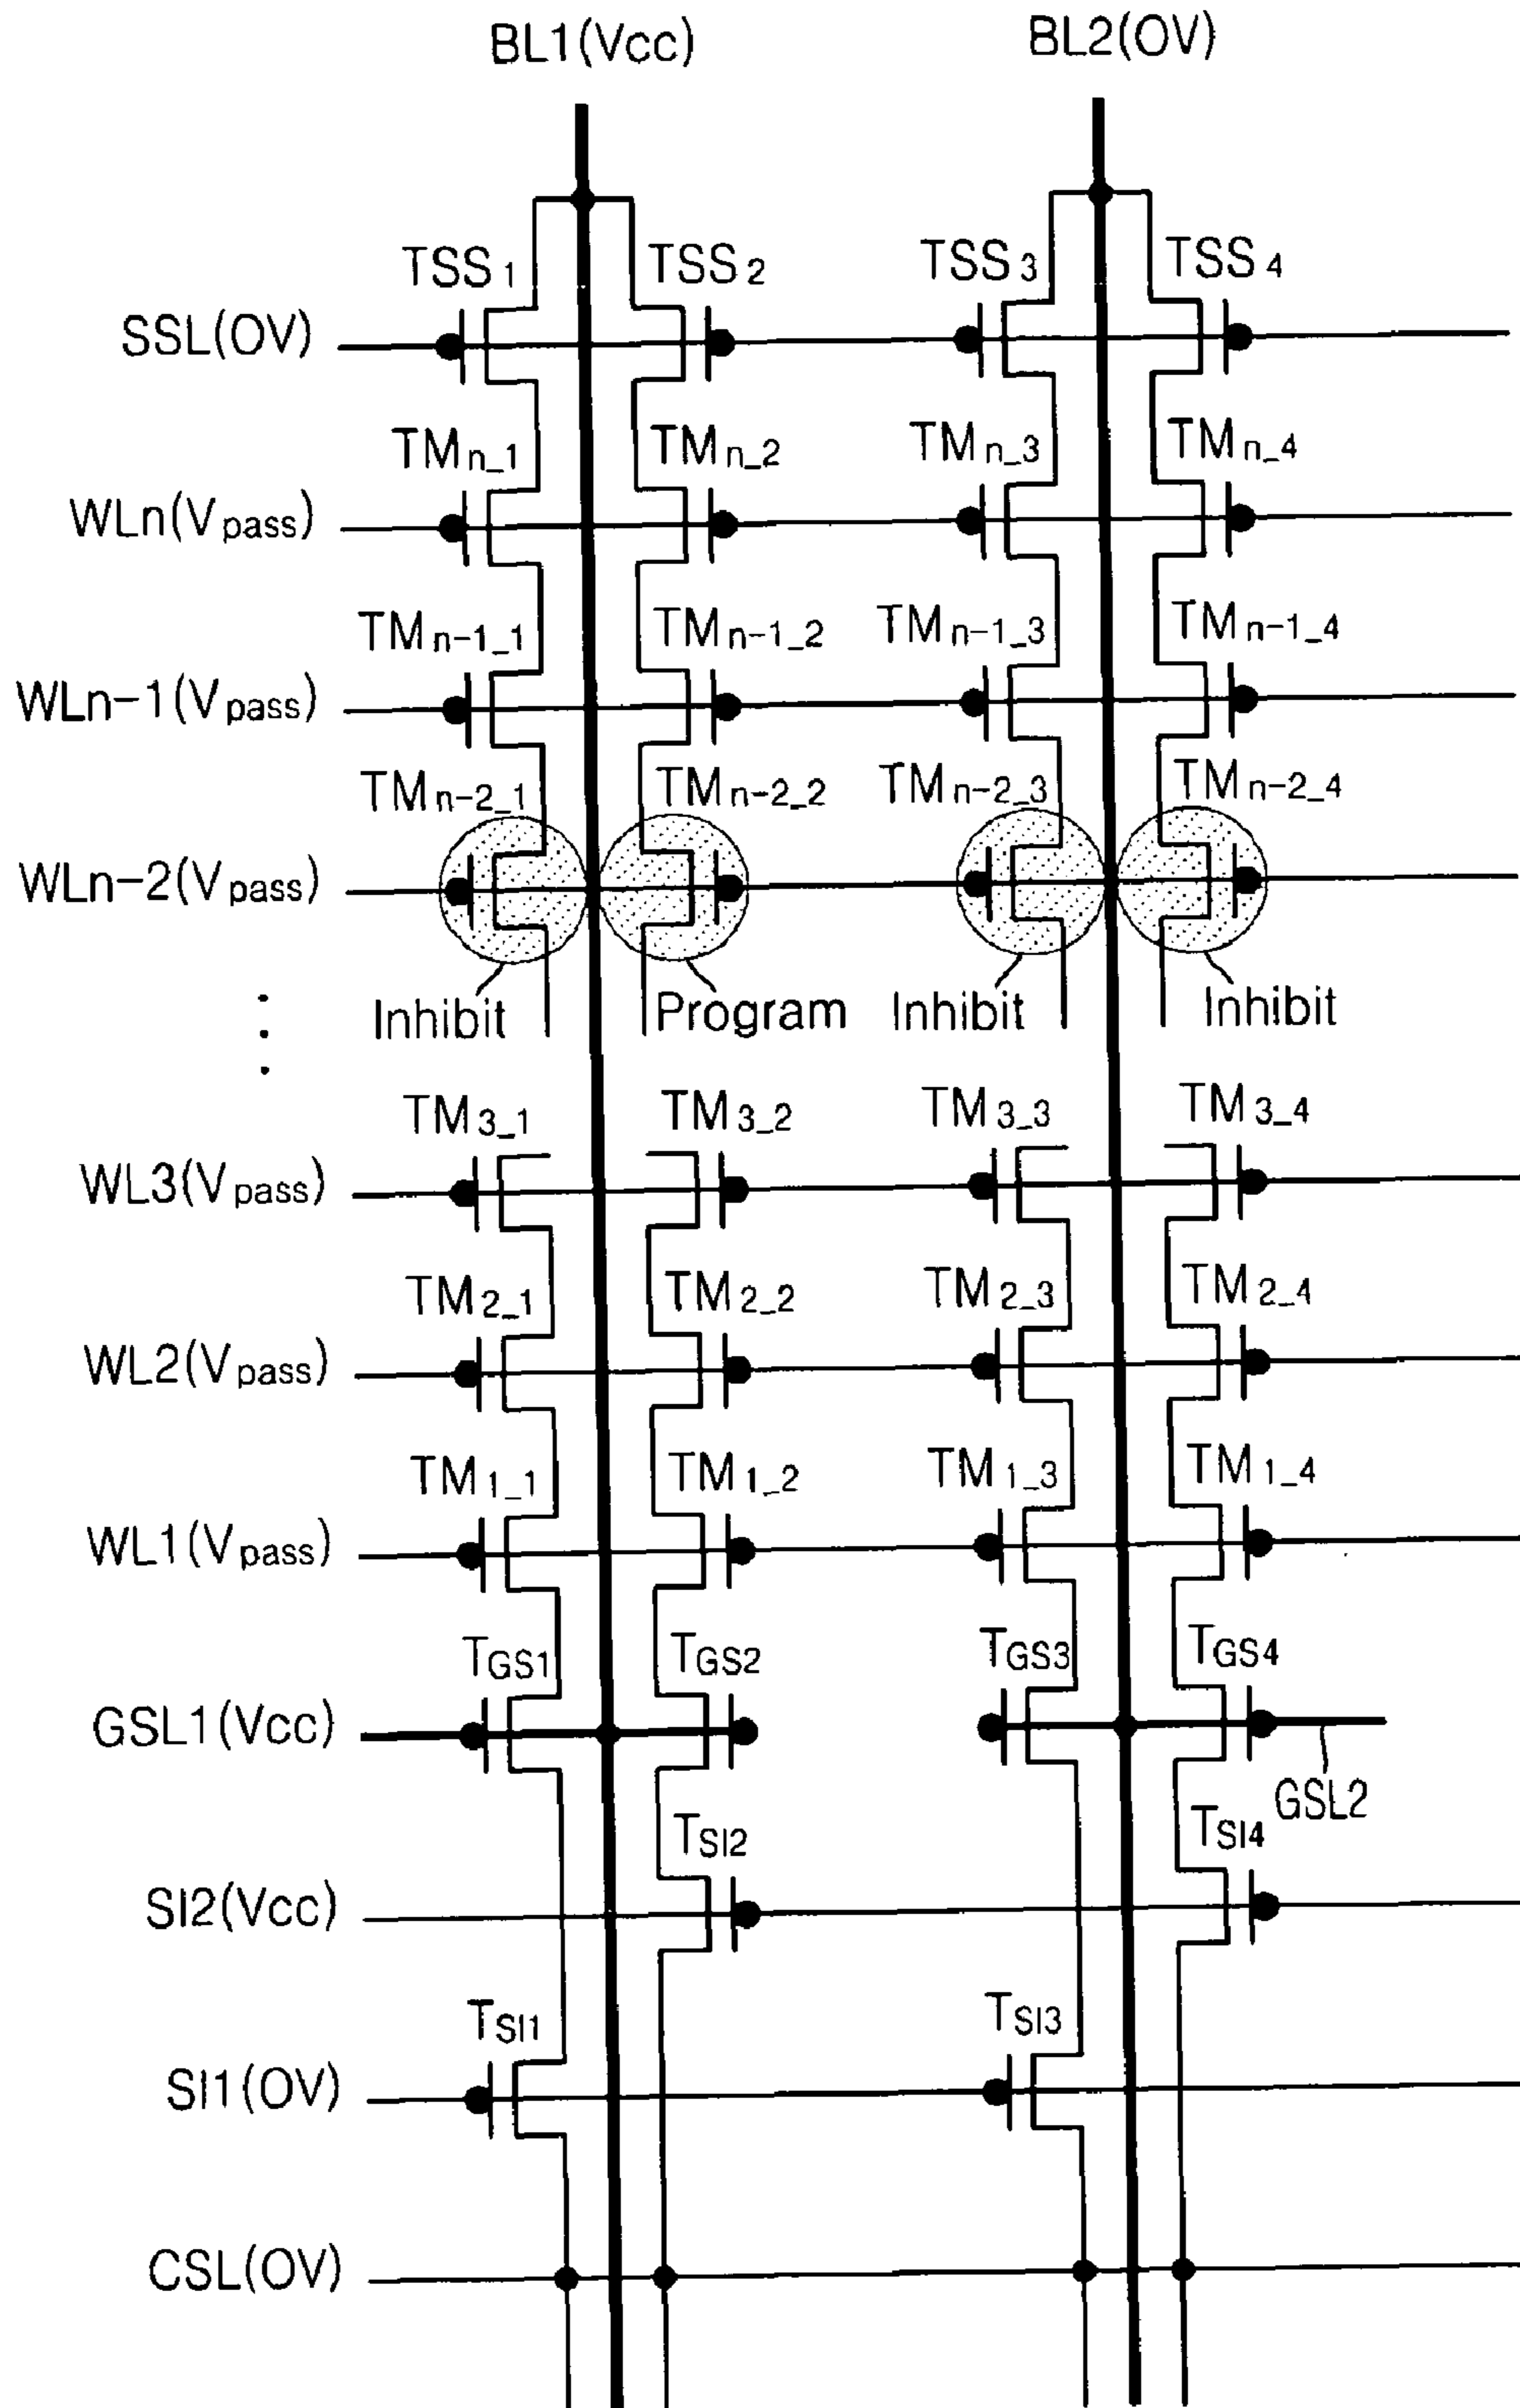 BL1(Vcc) BL2(0V)
TSS1 TSS2 TSS3 TSS4
SSL(0V)
TMn_1 TMn_2 TMn_3 TMn_4
WLn(Vpass)
TMn-1_1 TMn-1_2 TMn-1_3 TMn-1_4
WLn-1(Vpass)
TMn-2_1 TMn-2_2 TMn-2_3 TMn-2_4
WLn-2(Vpass)
Inhibit Program Inhibit Inhibit
TM3_1 TM3_2 TM3_3 TM3_4
WL3(Vpass)
TM2_1 TM2_2 TM2_3 TM2_4
WL2(Vpass)
TM1_1 TM1_2 TM1_3 TM1_4
WL1(Vpass)
TGS1 TGS2 TGS3 TGS4
GSL1(Vcc)
GSL2
TSI2 TSI4
SI2(Vcc)
TSI1 TSI3
SI1(0V)
CSL(0V)